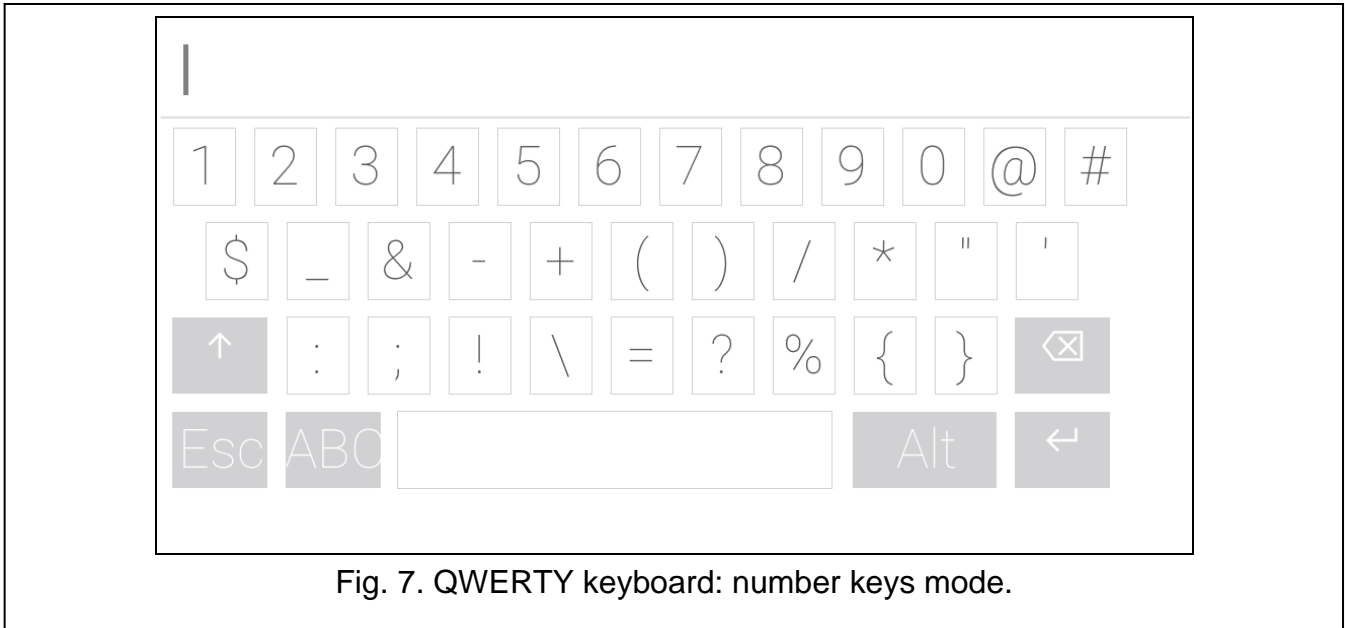 1 2 3 4 5 6 7 8 9 0 @ #
$ _ & - + ( ) / * " '
↑ : ; ! \ = ? % { } ⌫
Esc ABC Alt ↵
Fig. 7. QWERTY keyboard: number keys mode.